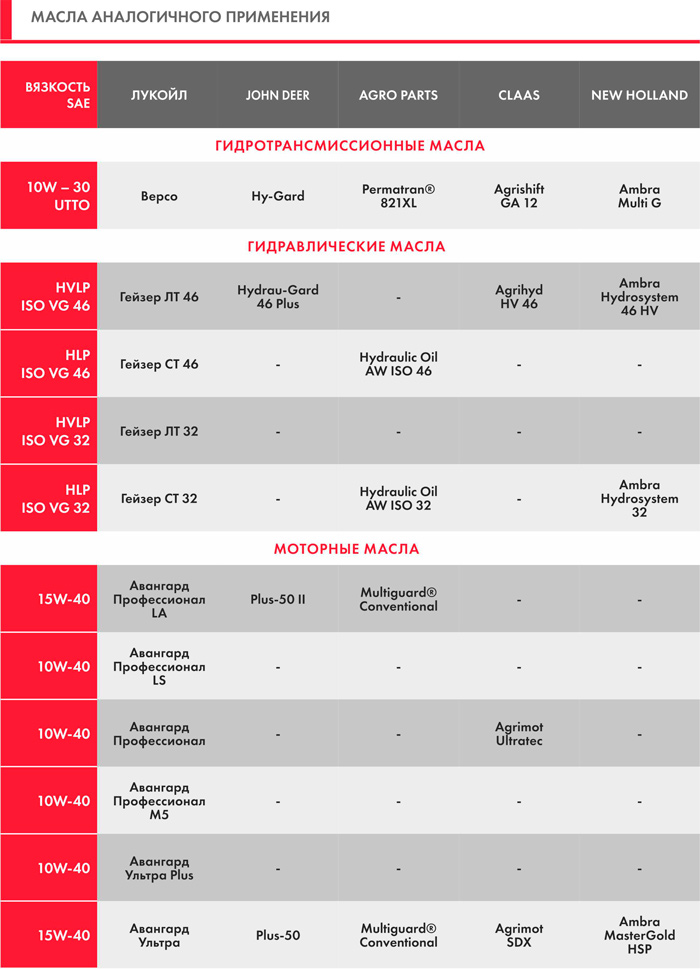 МАСЛА АНАЛОГИЧНОГО ПРИМЕНЕНИЯ
ВЯЗКОСТЬ
SAE
ЛУКОЙЛ
JOHN DEER
AGRO PARTS
CLAAS
NEW HOLLAND
ГИДРОТРАНСМИССИОННЫЕ МАСЛА
10W – 30
UTTO
Версо
Hy-Gard
Permatran®
821XL
Agrishift
GA 12
Ambra
Multi G
ГИДРАВЛИЧЕСКИЕ МАСЛА
HVLP
ISO VG 46
Гейзер ЛТ 46
Hydrau-Gard
46 Plus
-
Agrihyd
HV 46
Ambra
Hydrosystem
46 HV
HLP
ISO VG 46
Гейзер СТ 46
-
Hydraulic Oil
AW ISO 46
-
-
HVLP
ISO VG 32
Гейзер ЛТ 32
-
-
-
-
HLP
ISO VG 32
Гейзер СТ 32
-
Hydraulic Oil
AW ISO 32
-
Ambra
Hydrosystem
32
МОТОРНЫЕ МАСЛА
15W-40
Авангард
Профессионал
LA
Plus-50 II
Multiguard®
Conventional
-
-
10W-40
Авангард
Профессионал
LS
-
-
-
-
10W-40
Авангард
Профессионал
-
-
Agrimot
Ultratec
-
10W-40
Авангард
Профессионал
M5
-
-
-
-
10W-40
Авангард
Ультра Plus
-
-
-
-
15W-40
Авангард
Ультра
Plus-50
Multiguard®
Conventional
Agrimot
SDX
Ambra
MasterGold
HSP